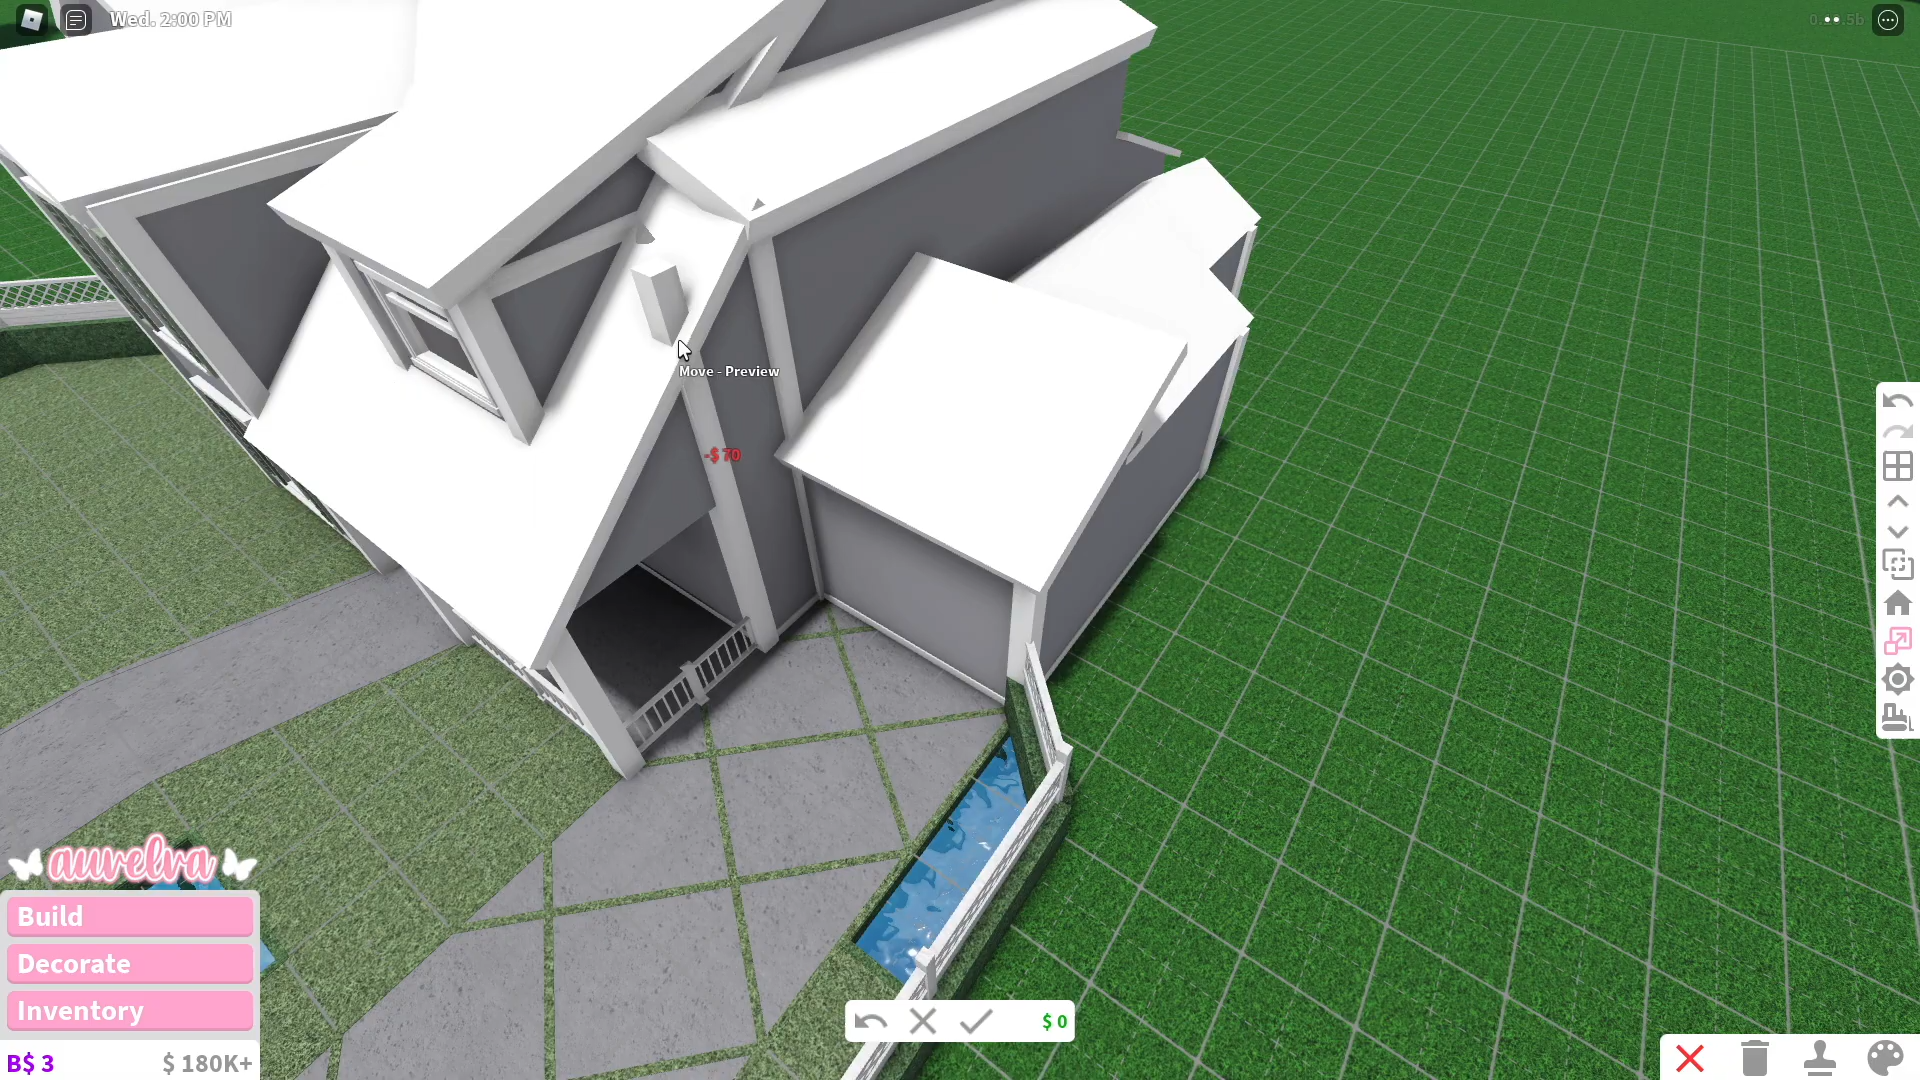 Wed. 2:00 PM
Move - Preview
-$ 70
aurelva
Build
Decorate
Inventory
B$ 3
$ 180K+
$ 0